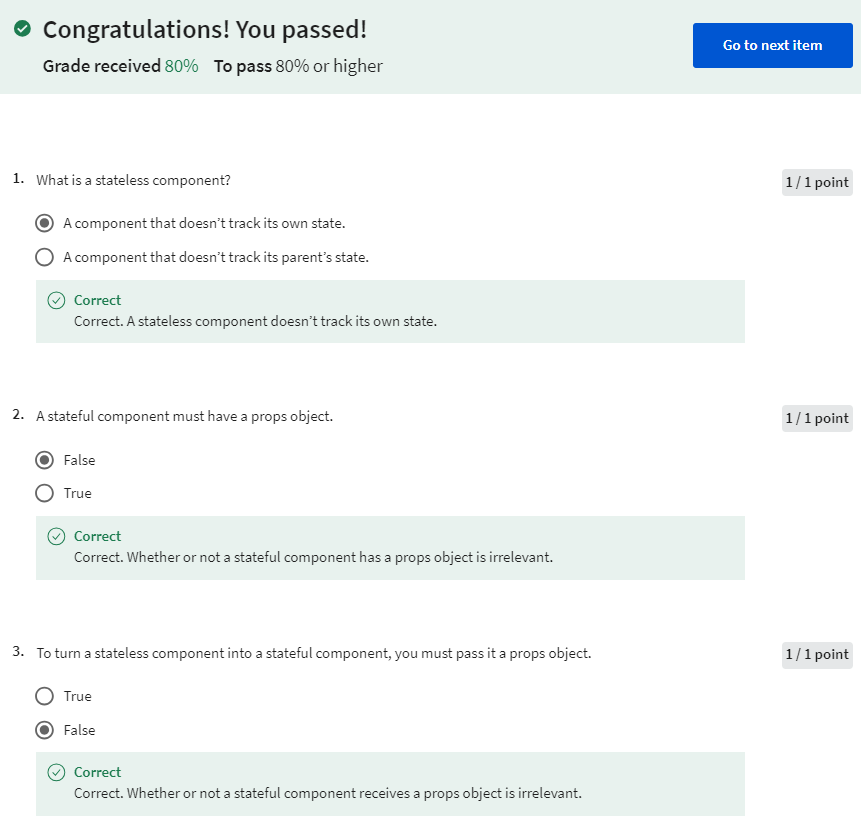 Congratulations! You passed!
Grade received 80% To pass 80% or higher
Go to next item
1. What is a stateless component?
1 / 1 point
A component that doesn’t track its own state.
A component that doesn’t track its parent’s state.
Correct
Correct. A stateless component doesn’t track its own state.
2. A stateful component must have a props object.
1 / 1 point
False
True
Correct
Correct. Whether or not a stateful component has a props object is irrelevant.
3. To turn a stateless component into a stateful component, you must pass it a props object.
1 / 1 point
True
False
Correct
Correct. Whether or not a stateful component receives a props object is irrelevant.